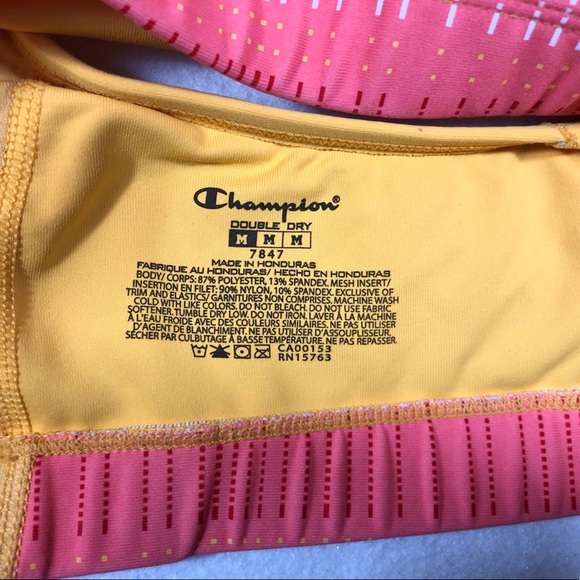 Champion®
DOUBLE DRY
M M M
7847
MADE IN HONDURAS
FABRIQUE AU HONDURAS/ HECHO EN HONDURAS
BODY/ CORPS: 87% POLYESTER, 13% SPANDEX. MESH INSERT/
INSERTION EN FILET: 90% NYLON, 10% SPANDEX. EXCLUSIVE OF
TRIM AND ELASTICS/ GARNITURES NON COMPRISES. MACHINE WASH
COLD WITH LIKE COLORS. DO NOT BLEACH. DO NOT USE FABRIC
SOFTENER. TUMBLE DRY LOW. DO NOT IRON. LAVER À LA MACHINE
À L'EAU FROIDE AVEC DES COULEURS SIMILAIRES. NE PAS UTILISER
D'AGENT DE BLANCHIMENT. NE PAS UTILISER D'ASSOUPLISSANT.
SÉCHER PAR CULBUTAGE À BASSE TEMPÉRATURE. NE PAS REPASSER.
CA00153
RN15763